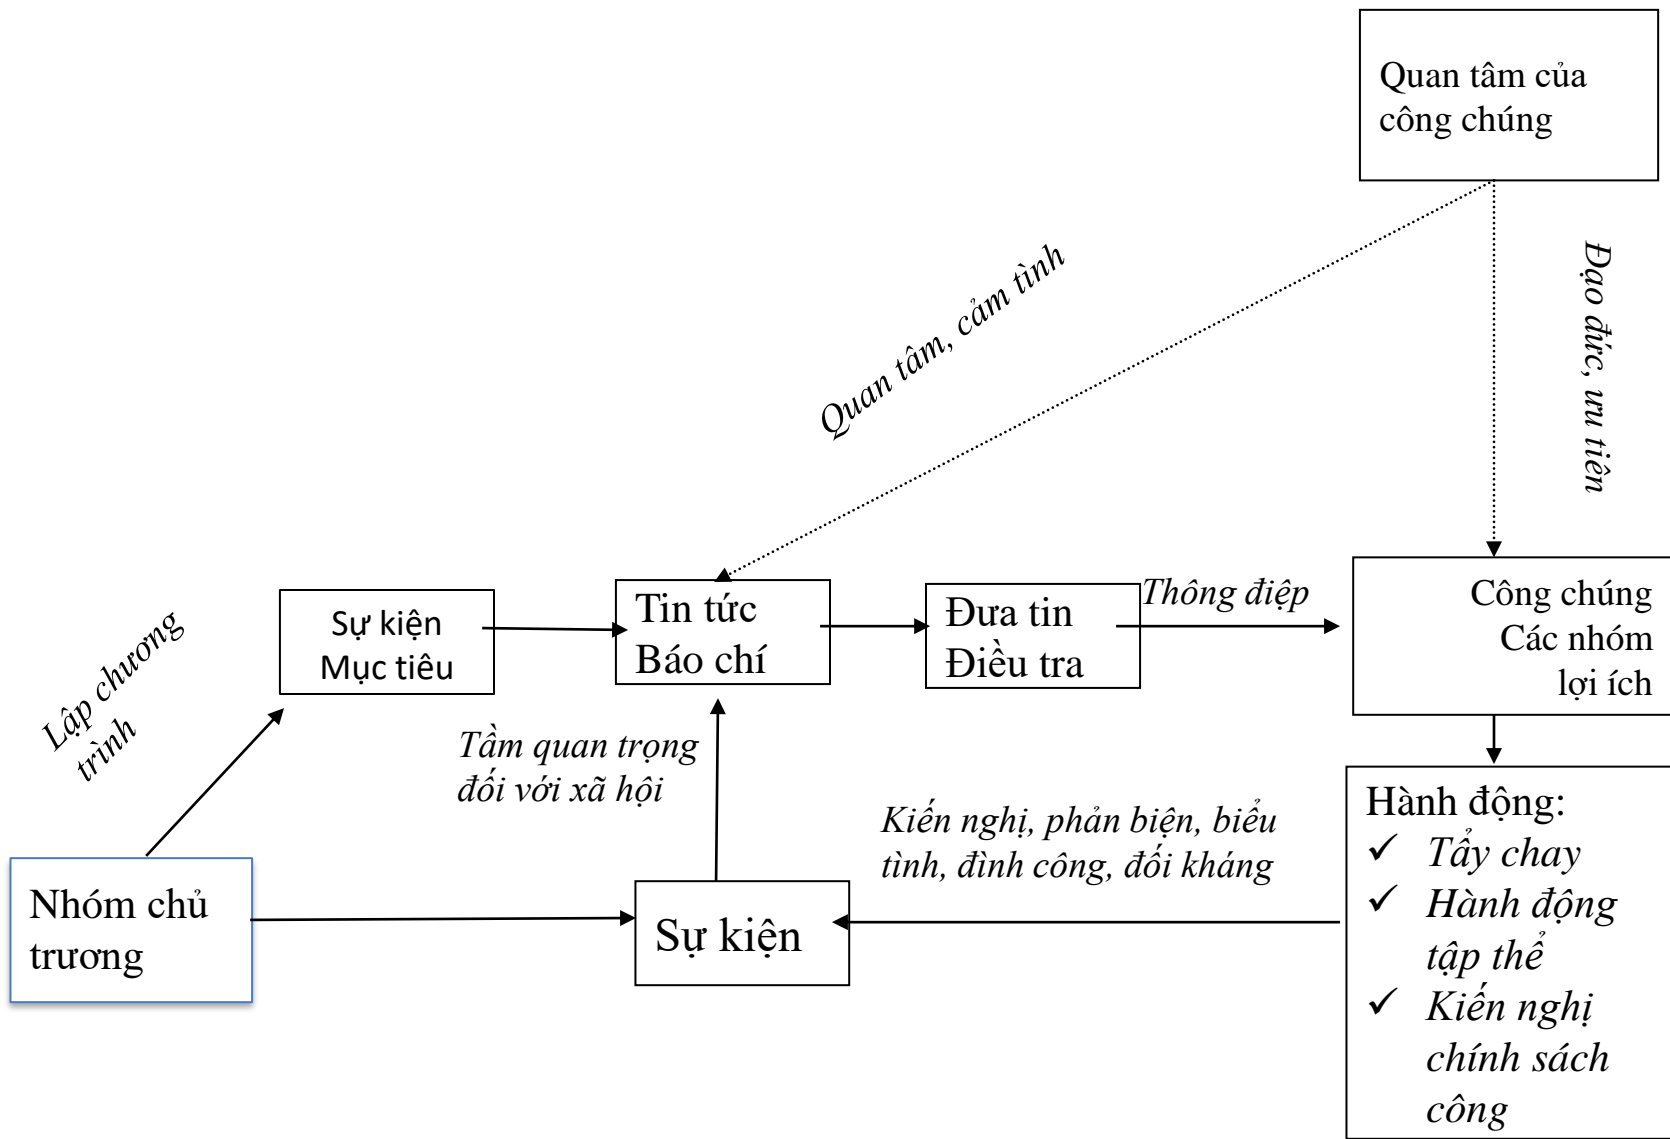 Quan tâm của
công chúng
Quan tâm, cảm tình
Đạo đức, ưu tiên
Lập chương
trình
Sự kiện
Mục tiêu
Tin tức
Báo chí
Đưa tin
Điều tra
Thông điệp
Công chúng
Các nhóm
lợi ích
Tầm quan trọng
đối với xã hội
Kiến nghị, phản biện, biểu
tình, đình công, đối kháng
Nhóm chủ
trương
Sự kiện
Hành động:
✓ Tẩy chay
✓ Hành động
tập thể
✓ Kiến nghị
chính sách
công